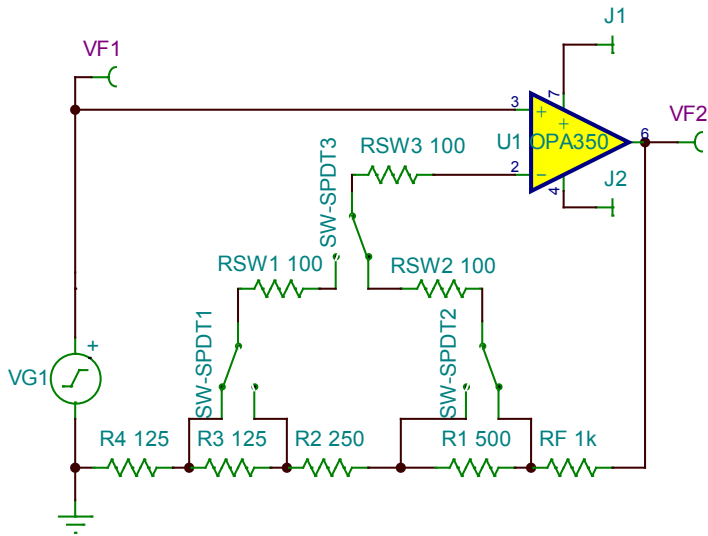 J1
VF1
7
3
+
+
VF2
U1 OPA350
6
RSW3 100
2
−
4
J2
SW-SPDT3
RSW1 100
RSW2 100
SW-SPDT1
SW-SPDT2
+
VG1
R4 125
R3 125
R2 250
R1 500
RF 1k